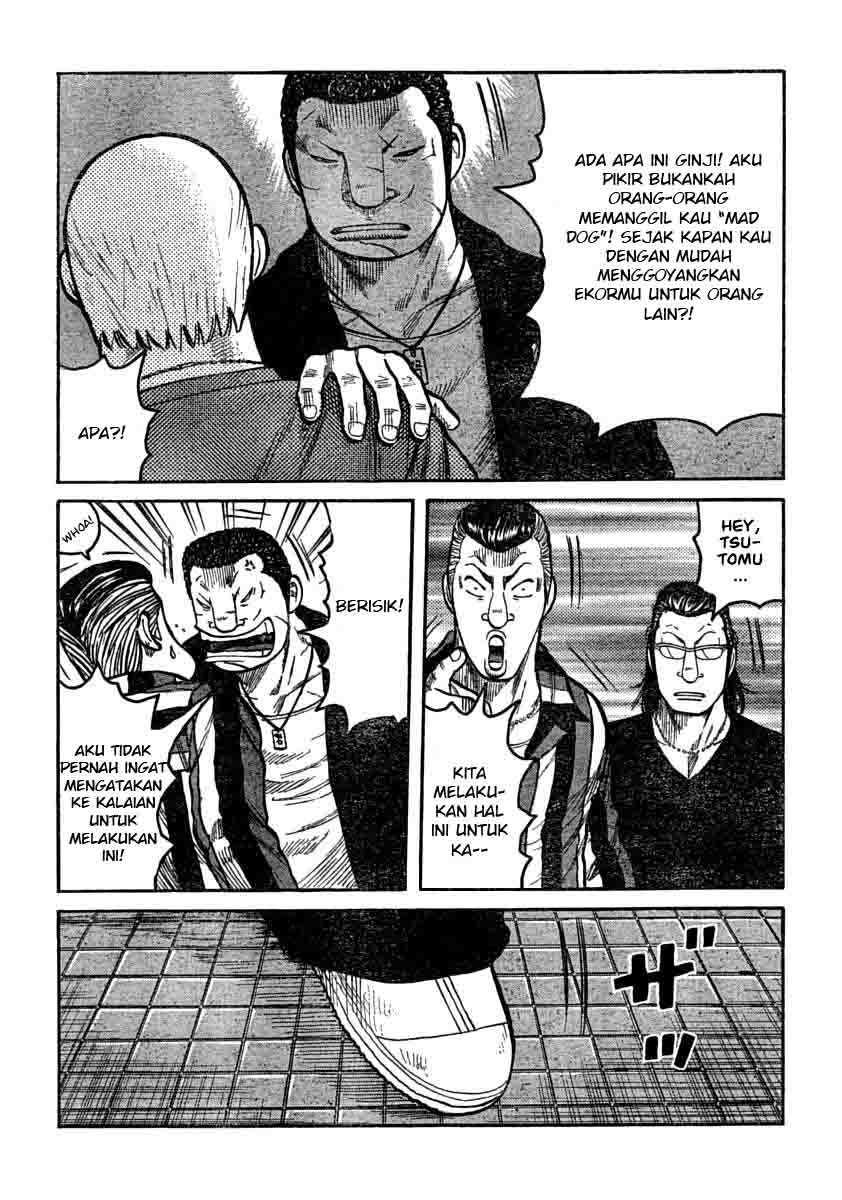 ADA APA INI GINJI! AKU
PIKIR BUKANKAH
ORANG-ORANG
MEMANGGIL KAU “MAD
DOG”! SEJAK KAPAN KAU
DENGAN MUDAH
MENGGOYANGKAN
EKORMU UNTUK ORANG
LAIN?!
APA?!
HEY,
TSU-
TOMU
...
KITA
MELAKU-
KAN HAL
INI UNTUK
KA--
WHOA!
BERISIK!
AKU TIDAK
PERNAH INGAT
MENGATAKAN
KE KALAIAN
UNTUK
MELAKUKAN
INI!
ザッ